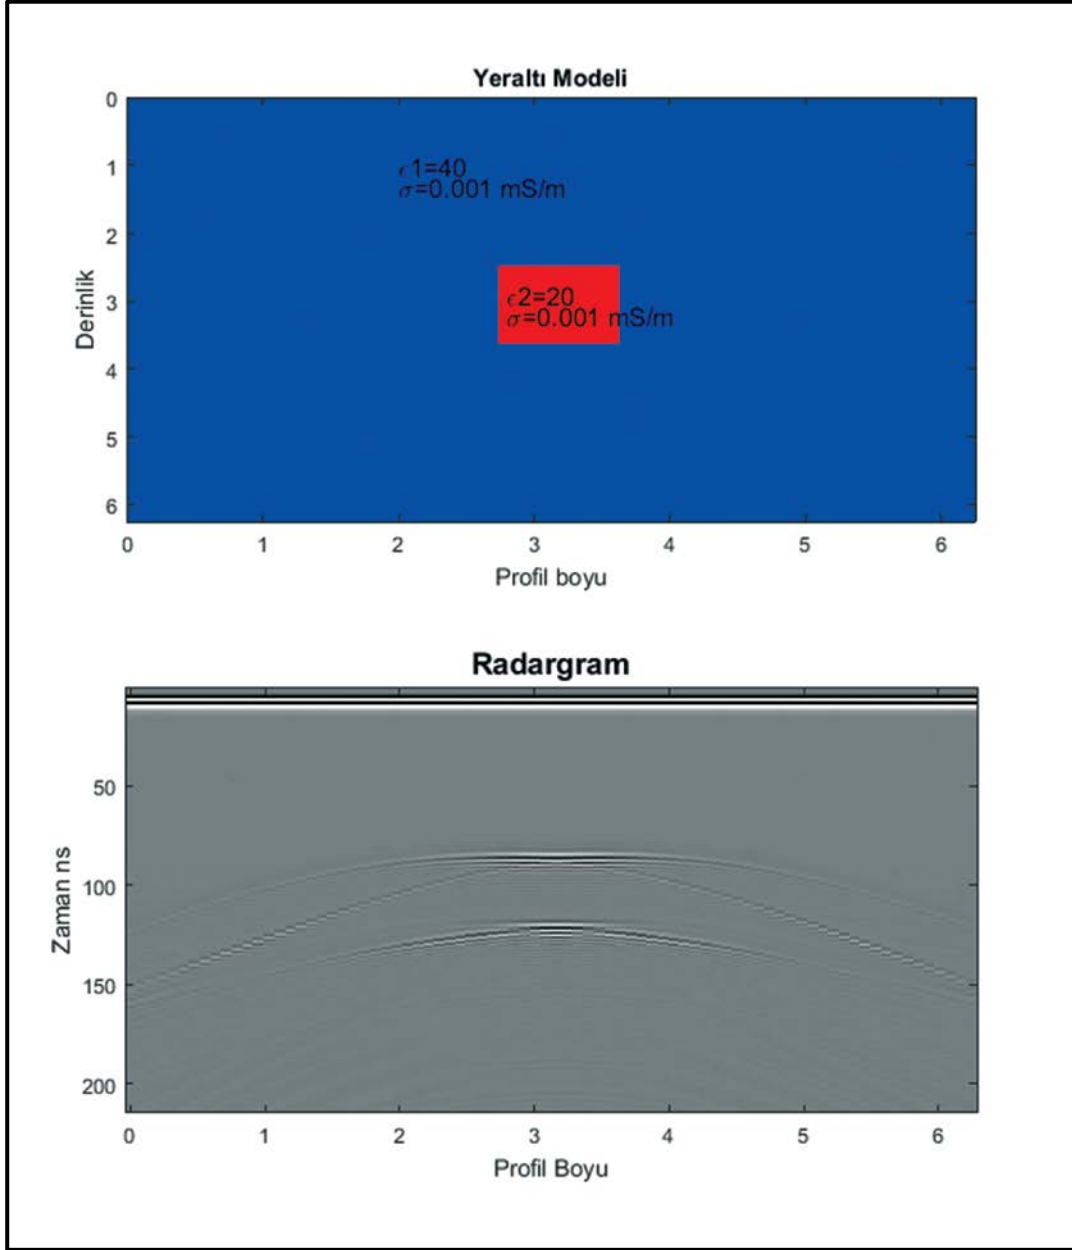 Yeraltı Modeli
0
1
2
3
4
5
6
Derinlik
ϵ1=40
σ=0.001 mS/m
ϵ2=20
σ=0.001 mS/m
0 1 2 3 4 5 6
Profil boyu
Radargram
50
100
150
200
Zaman ns
0 1 2 3 4 5 6
Profil Boyu